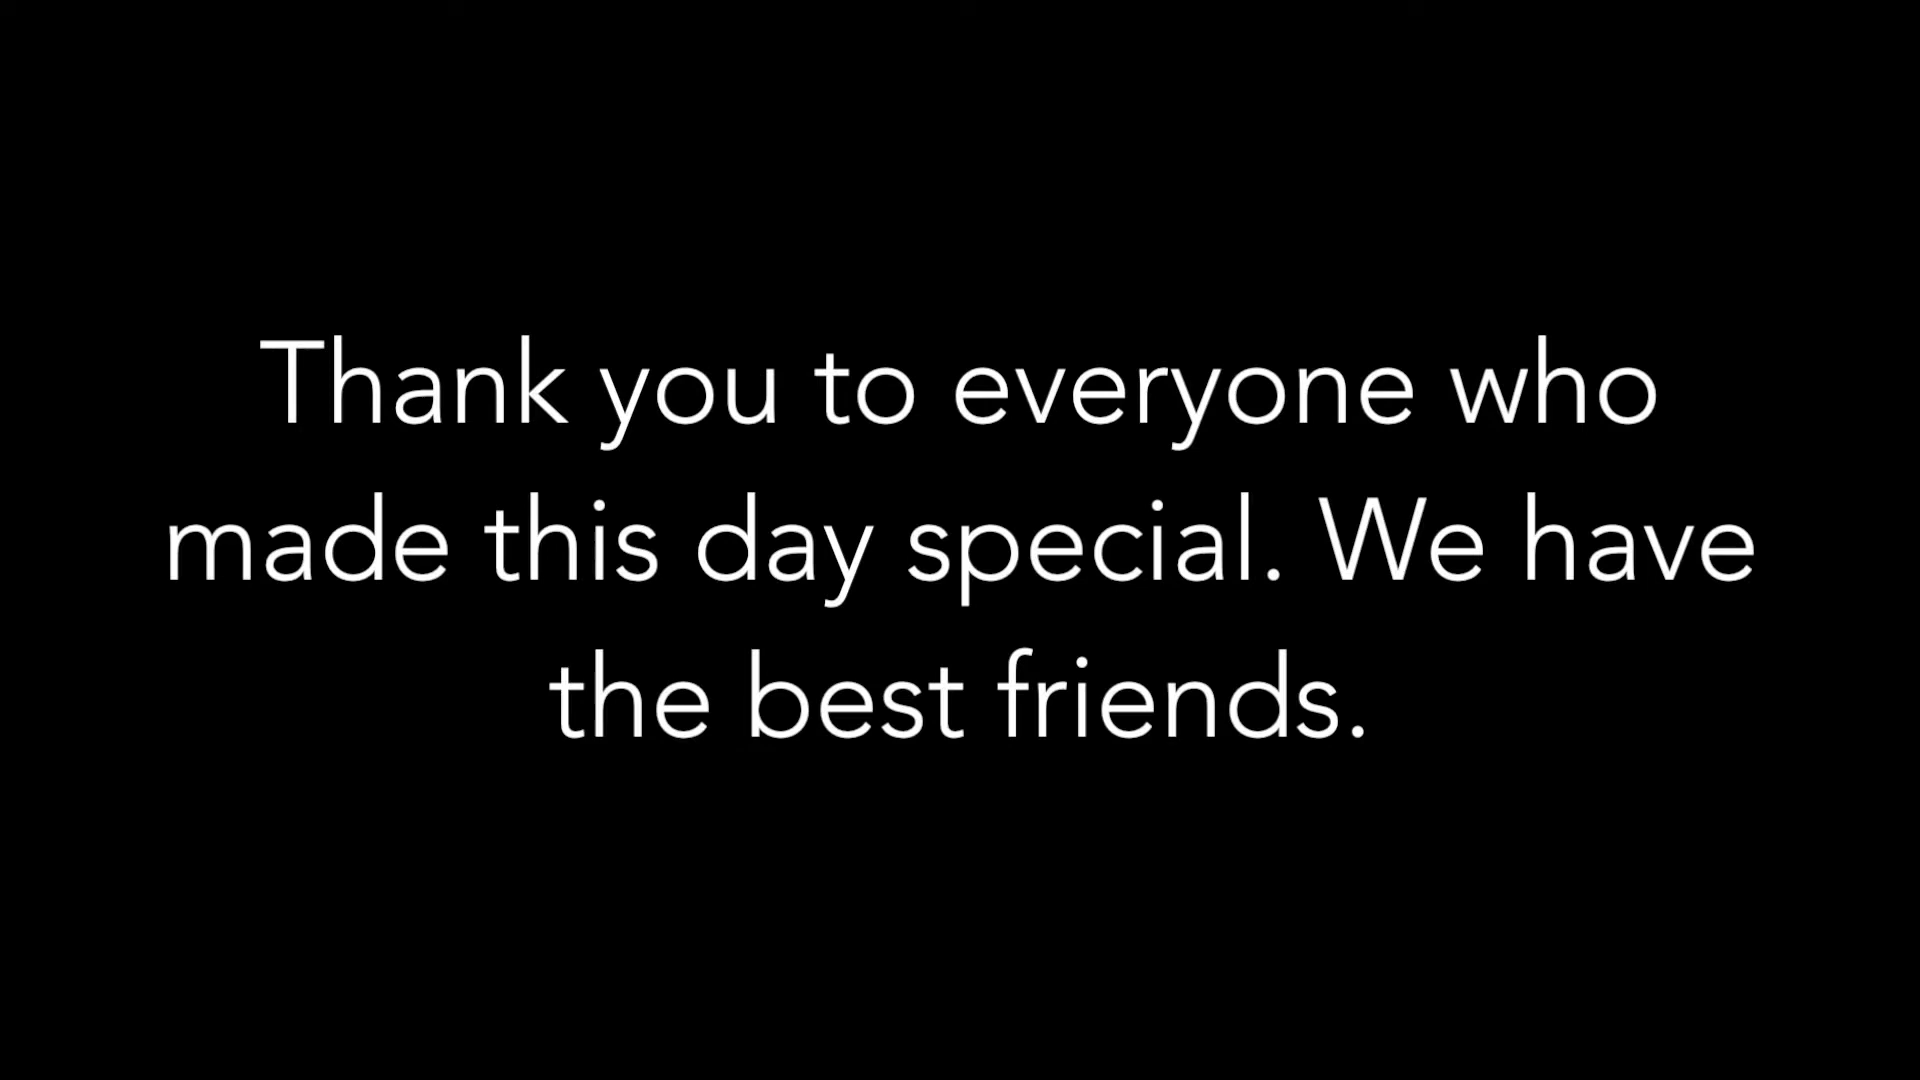 Thank you to everyone who
made this day special. We have
the best friends.